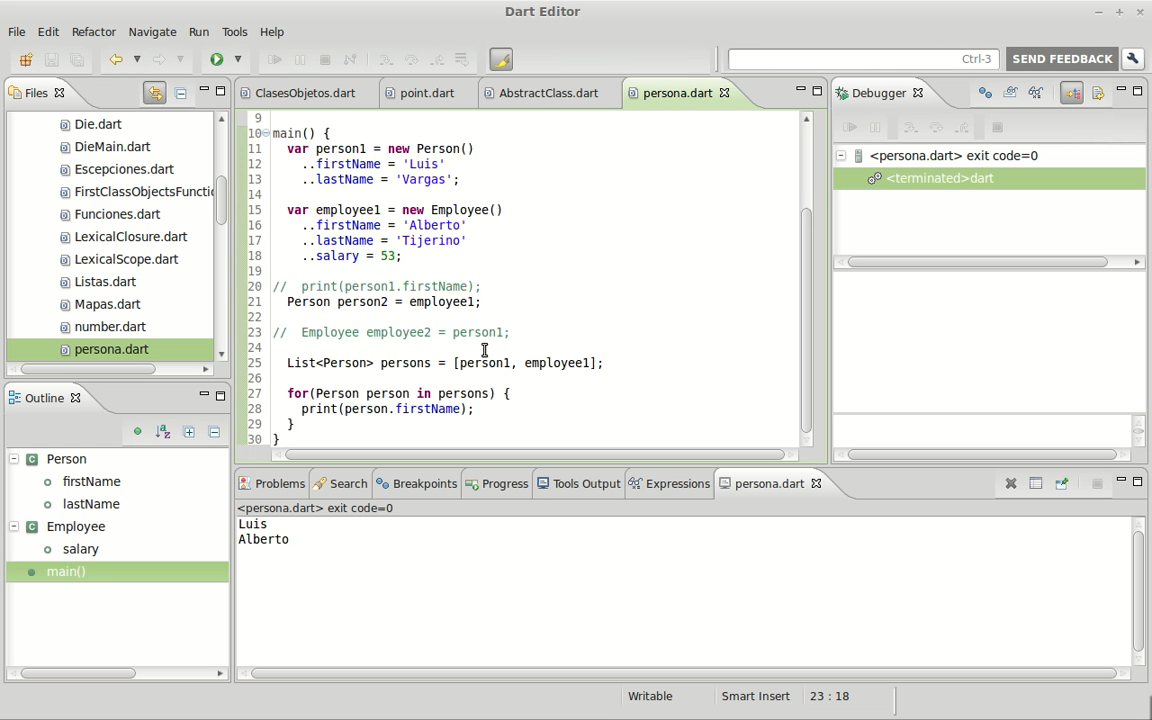 Dart Editor
File Edit Refactor Navigate Run Tools Help
Ctrl-3
SEND FEEDBACK
Files
Die.dart
DieMain.dart
Escepciones.dart
FirstClassObjectsFunctio
Funciones.dart
LexicalClosure.dart
LexicalScope.dart
Listas.dart
Mapas.dart
number.dart
persona.dart
ClasesObjetos.dart point.dart AbstractClass.dart persona.dart
9
10 main() {
11 var person1 = new Person()
12 ..firstName = 'Luis'
13 ..lastName = 'Vargas';
14
15 var employee1 = new Employee()
16 ..firstName = 'Alberto'
17 ..lastName = 'Tijerino'
18 ..salary = 53;
19
20 // print(person1.firstName);
21 Person person2 = employee1;
22
23 // Employee employee2 = person1;
24
25 List<Person> persons = [person1, employee1];
26
27 for(Person person in persons) {
28 print(person.firstName);
29 }
30 }
Debugger
<persona.dart> exit code=0
<terminated>dart
Outline
Person
firstName
lastName
Employee
salary
main()
Problems Search Breakpoints Progress Tools Output Expressions persona.dart
<persona.dart> exit code=0
Luis
Alberto
Writable Smart Insert 23 : 18